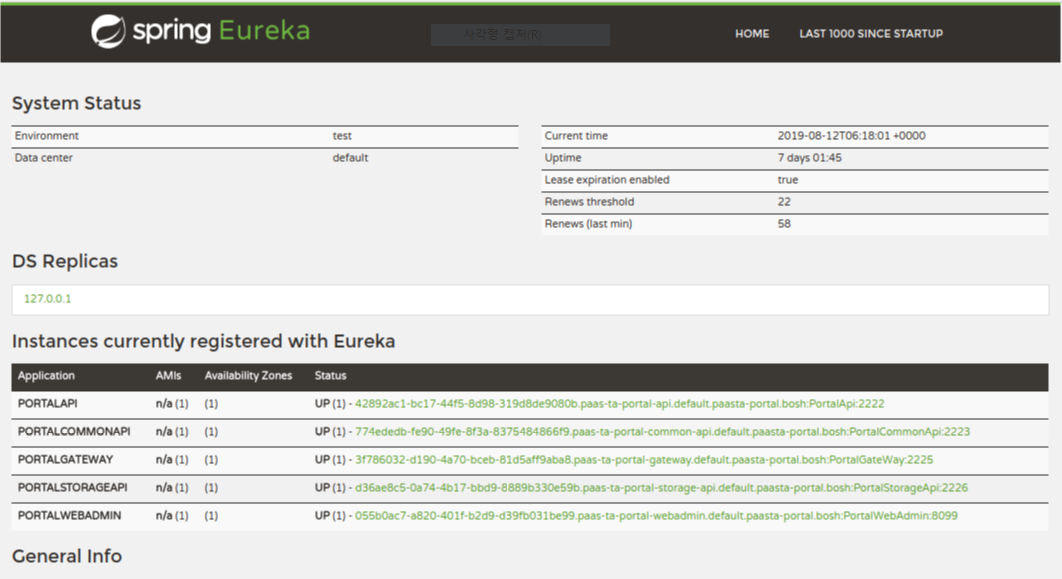 spring Eureka
사각형 캡처(R)
HOME LAST 1000 SINCE STARTUP
System Status
Environment test
Data center default
Current time 2019-08-12T06:18:01 +0000
Uptime 7 days 01:45
Lease expiration enabled true
Renews threshold 22
Renews (last min) 58
DS Replicas
127.0.0.1
Instances currently registered with Eureka
Application AMIs Availability Zones Status
PORTALAPI n/a (1) (1) UP (1) - 42892ac1-bc17-44f5-8d98-319d8de9080b.paas-ta-portal-api.default.paasta-portal.bosh:PortalApi:2222
PORTALCOMMONAPI n/a (1) (1) UP (1) - 774ededb-fe90-49fe-8f3a-8375484866f9.paas-ta-portal-common-api.default.paasta-portal.bosh:PortalCommonApi:2223
PORTALGATEWAY n/a (1) (1) UP (1) - 3f786032-d190-4a70-bceb-81d5aff9aba8.paas-ta-portal-gateway.default.paasta-portal.bosh:PortalGateWay:2225
PORTALSTORAGEAPI n/a (1) (1) UP (1) - d36ae8c5-0a74-4b17-bbd9-8889b330e59b.paas-ta-portal-storage-api.default.paasta-portal.bosh:PortalStorageApi:2226
PORTALWEBADMIN n/a (1) (1) UP (1) - 055b0ac7-a820-401f-b2d9-d39fb031be99.paas-ta-portal-webadmin.default.paasta-portal.bosh:PortalWebAdmin:8099
General Info